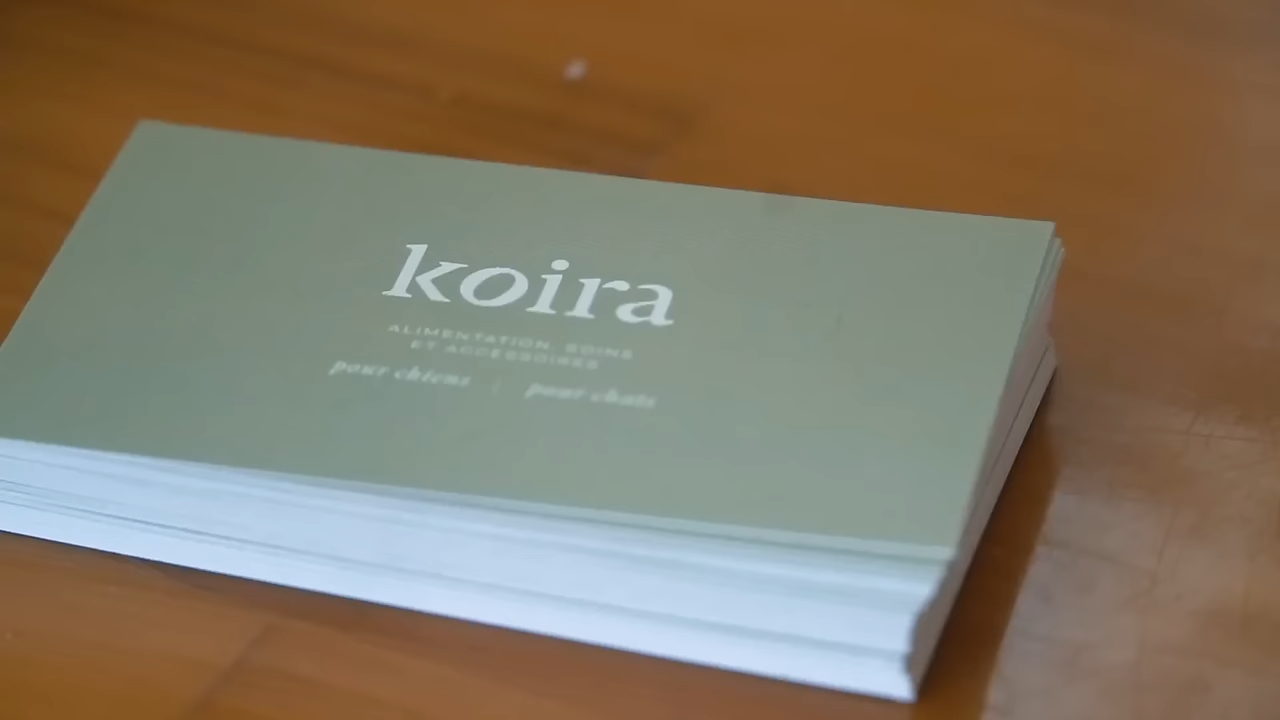 koira
ALIMENTATION, SOINS
ET ACCESSOIRES
pour chiens | pour chats